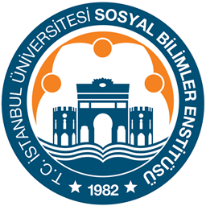 T.C. İSTANBUL ÜNİVERSİTESİ SOSYAL BİLİMLER ENSTİTÜSÜ
1982